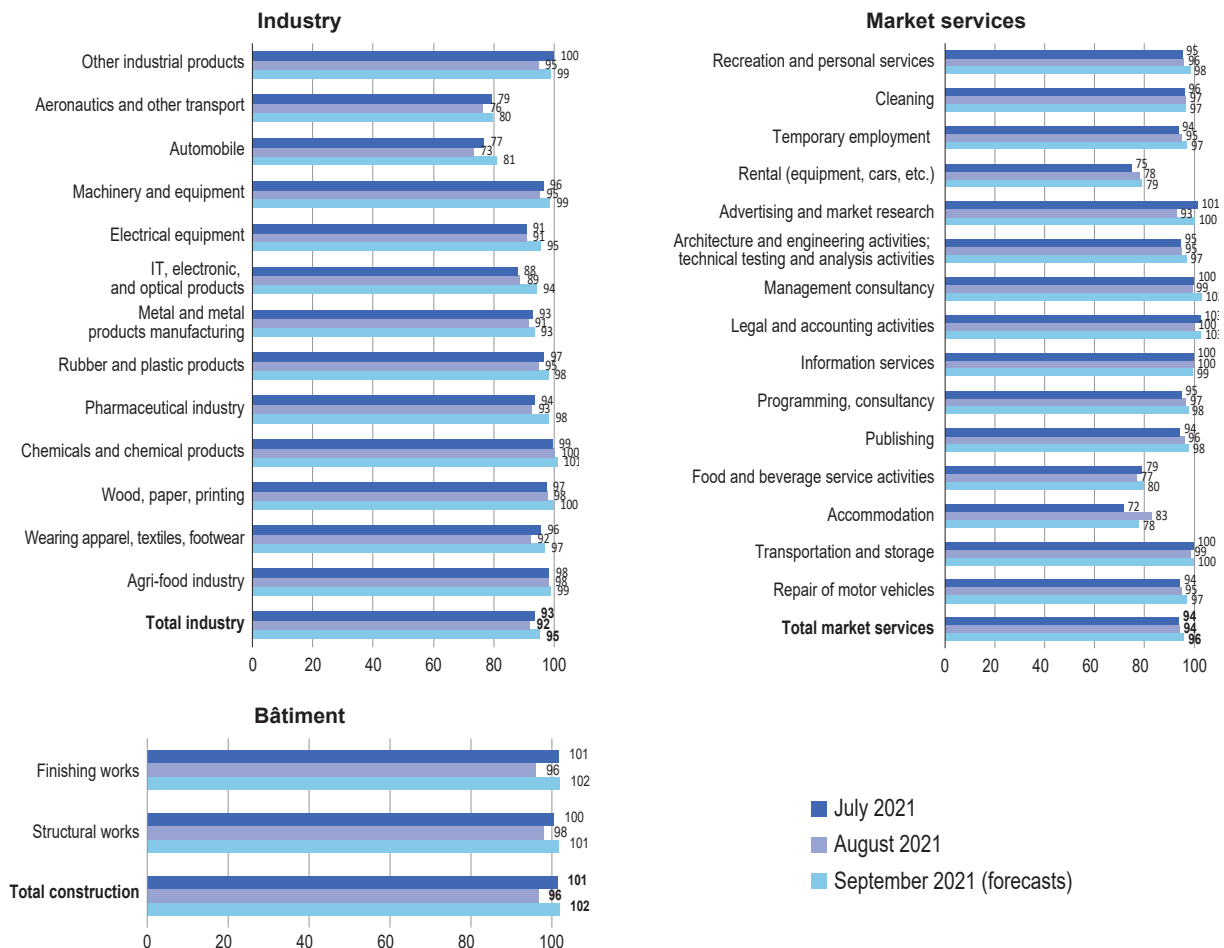 Industry
Other industrial products
100
95
99
Aeronautics and other transport
79
76
80
Automobile
77
73
81
Machinery and equipment
96
95
99
Electrical equipment
91
91
95
IT, electronic,
and optical products
88
89
94
Metal and metal
products manufacturing
93
91
93
Rubber and plastic products
97
95
98
Pharmaceutical industry
94
93
98
Chemicals and chemical products
99
100
101
Wood, paper, printing
97
98
100
Wearing apparel, textiles, footwear
96
92
97
Agri-food industry
98
98
99
Total industry
93
92
95
0 20 40 60 80 100
Market services
Recreation and personal services
95
96
98
Cleaning
96
97
97
Temporary employment
94
95
97
Rental (equipment, cars, etc.)
75
78
79
Advertising and market research
101
93
100
Architecture and engineering activities;
technical testing and analysis activities
95
95
97
Management consultancy
100
99
Legal and accounting activities
103
100
103
Information services
100
100
99
Programming, consultancy
95
97
98
Publishing
94
96
98
Food and beverage service activities
79
77
80
Accommodation
72
83
78
Transportation and storage
100
99
100
Repair of motor vehicles
94
95
97
Total market services
94
94
96
0 20 40 60 80 100
Bâtiment
Finishing works
101
96
102
Structural works
100
98
101
Total construction
101
96
102
0 20 40 60 80 100
July 2021
August 2021
September 2021 (forecasts)